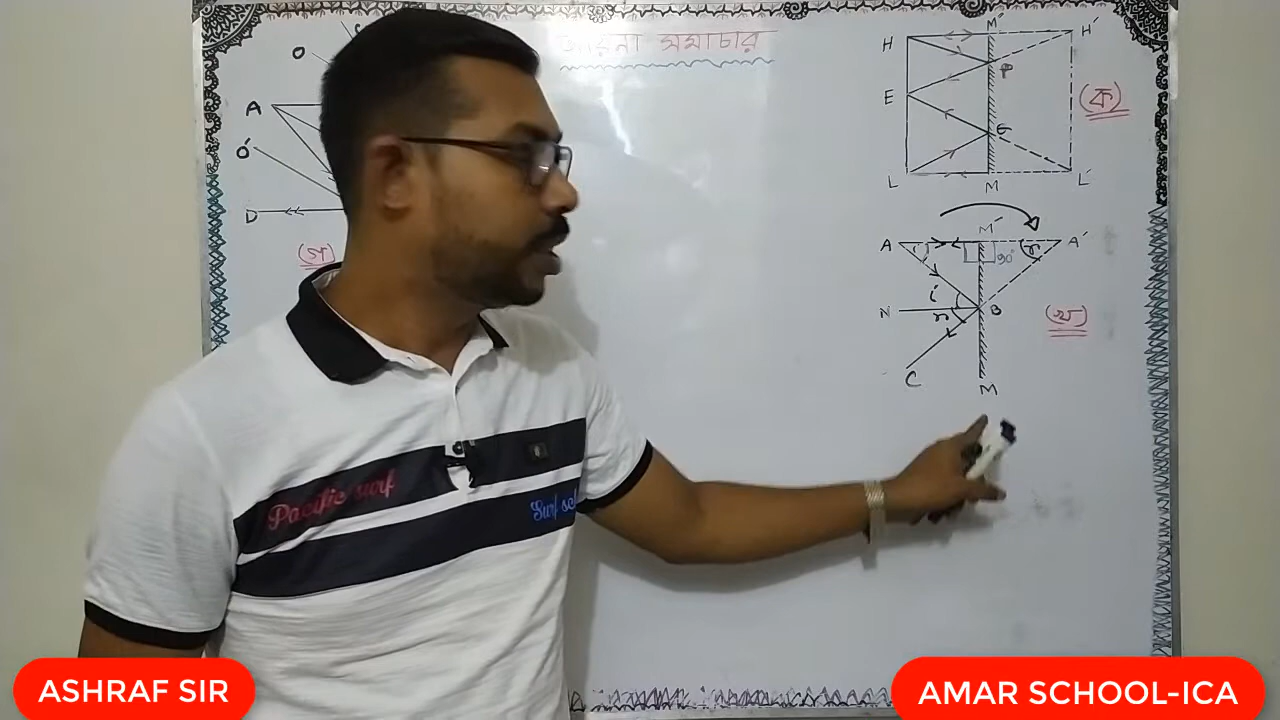 আয়না সমাচার
O
A
O'
D
(গ)
M'
H
H'
P
E
(ক)
G
L
M
L'
M'
A
A'
90°
r
i
N
r
O
(খ)
C
M
Pacific surf
Surf
ASHRAF SIR
AMAR SCHOOL-ICA